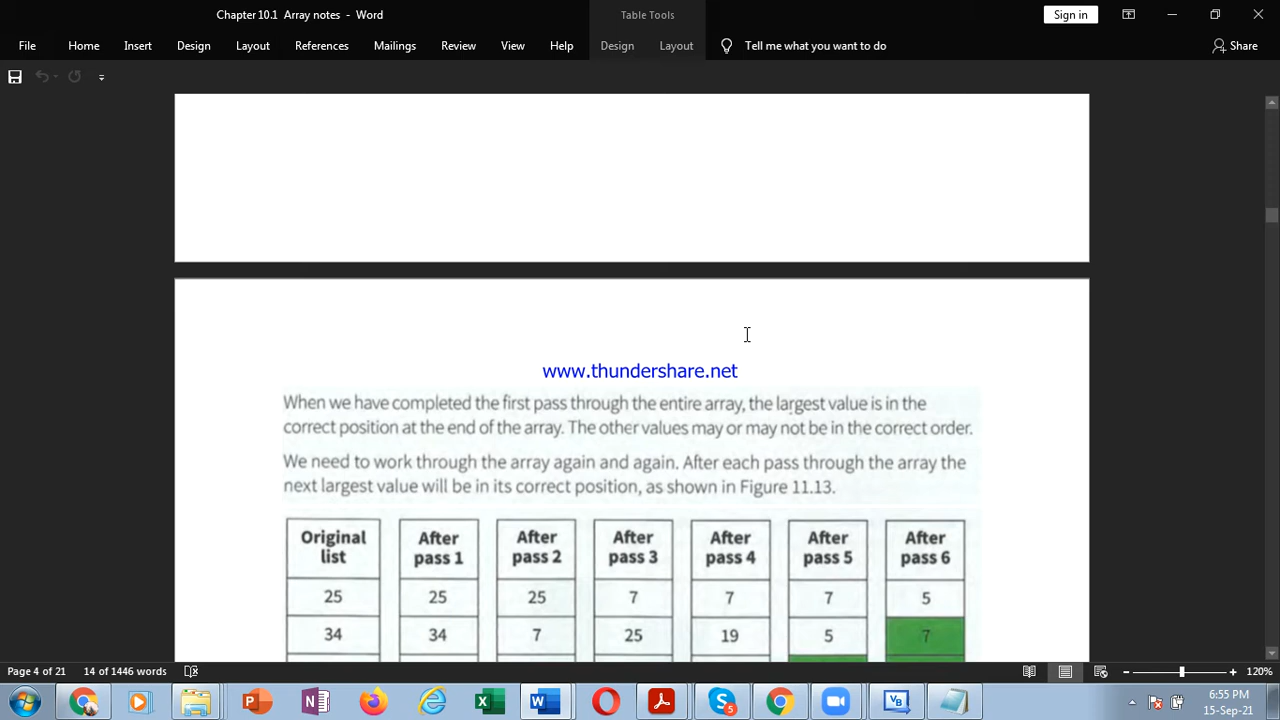 Chapter 10.1 Array notes - Word
Table Tools
Sign in
File Home Insert Design Layout References Mailings Review View Help Design Layout Tell me what you want to do Share
www.thundershare.net
When we have completed the first pass through the entire array, the largest value is in the
correct position at the end of the array. The other values may or may not be in the correct order.
We need to work through the array again and again. After each pass through the array the
next largest value will be in its correct position, as shown in Figure 11.13.
Original list After pass 1 After pass 2 After pass 3 After pass 4 After pass 5 After pass 6
25 25 25 7 7 7 5
34 34 7 25 19 5 7
Page 4 of 21 14 of 1446 words 120%
6:55 PM
15-Sep-21